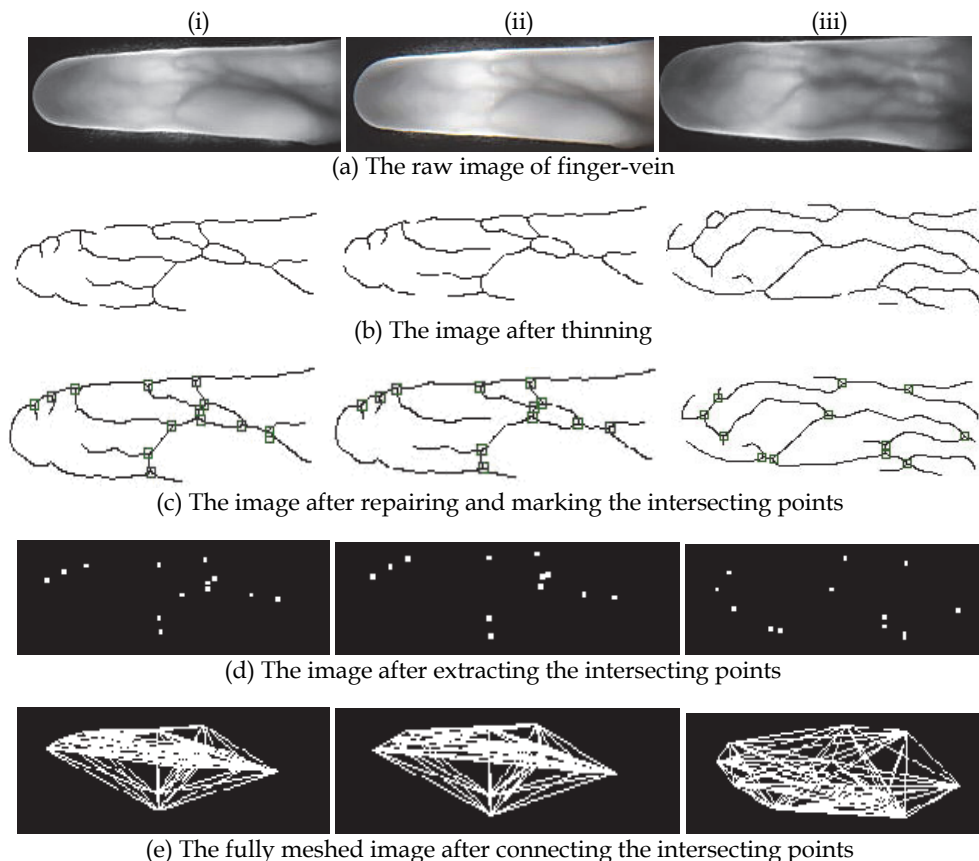 (i) (ii) (iii)
(a) The raw image of finger-vein
(b) The image after thinning
(c) The image after repairing and marking the intersecting points
(d) The image after extracting the intersecting points
(e) The fully meshed image after connecting the intersecting points